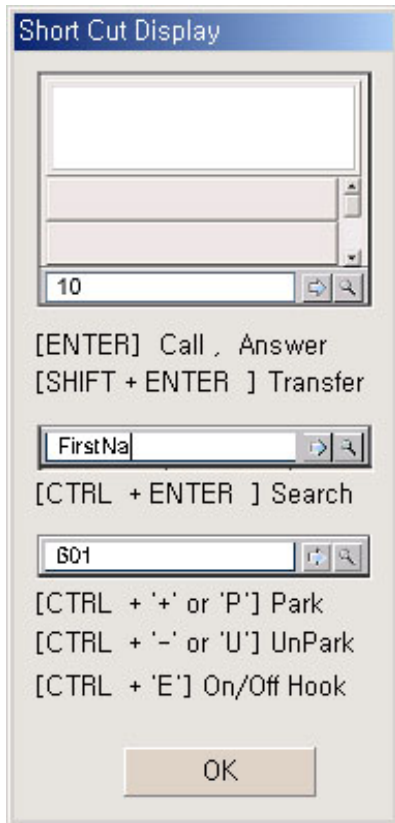 Short Cut Display
10
[ENTER] Call , Answer
[SHIFT + ENTER ] Transfer
FirstNa
[CTRL + ENTER ] Search
601
[CTRL + '+' or 'P'] Park
[CTRL + '-' or 'U'] UnPark
[CTRL + 'E'] On/Off Hook
OK